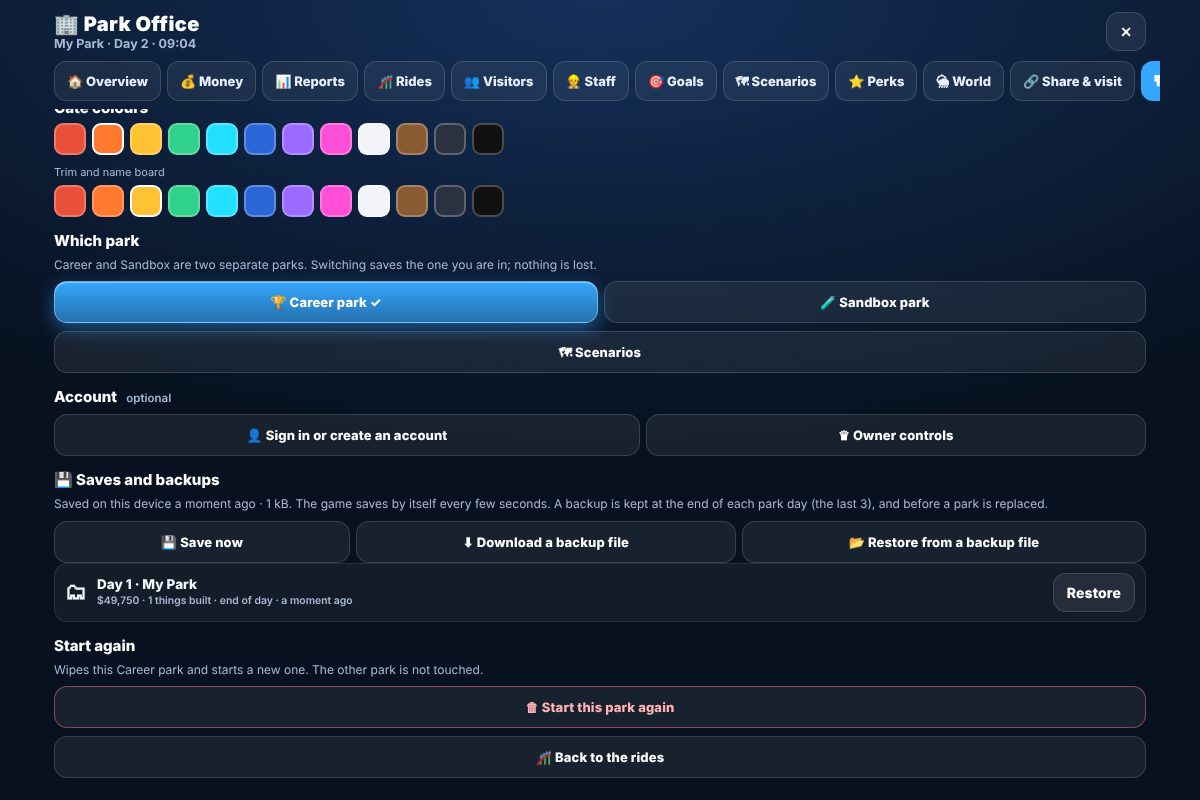 Park Office
My Park · Day 2 · 09:04
×
Overview
Money
Reports
Rides
Visitors
Staff
Goals
Scenarios
Perks
World
Share & visit
Gate colours
Trim and name board
Which park
Career and Sandbox are two separate parks. Switching saves the one you are in; nothing is lost.
Career park ✓
Sandbox park
Scenarios
Account optional
Sign in or create an account
Owner controls
Saves and backups
Saved on this device a moment ago · 1 kB. The game saves by itself every few seconds. A backup is kept at the end of each park day (the last 3), and before a park is replaced.
Save now
Download a backup file
Restore from a backup file
Day 1 · My Park
$49,750 · 1 things built · end of day · a moment ago
Restore
Start again
Wipes this Career park and starts a new one. The other park is not touched.
Start this park again
Back to the rides